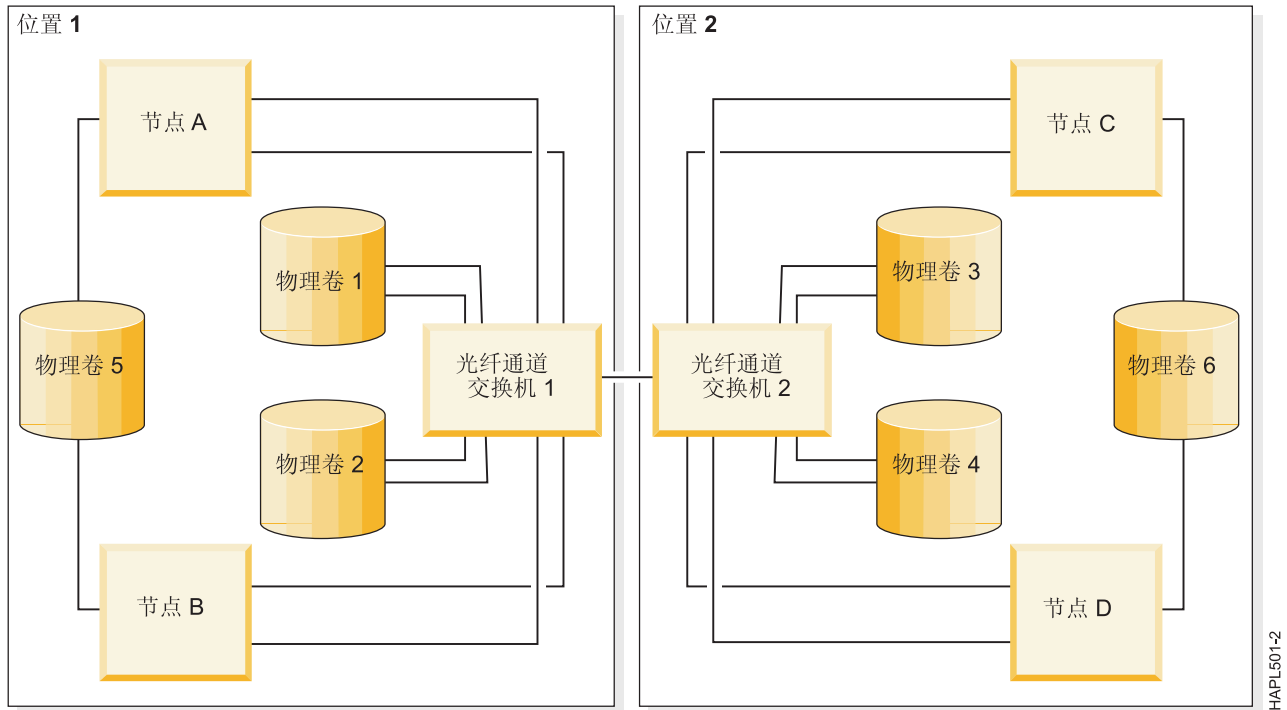 位置 1
位置 2
节点 A
节点 C
物理卷 1
物理卷 3
物理卷 5
光纤通道
交换机 1
光纤通道
交换机 2
物理卷 6
物理卷 2
物理卷 4
节点 B
节点 D
HAPL501-2